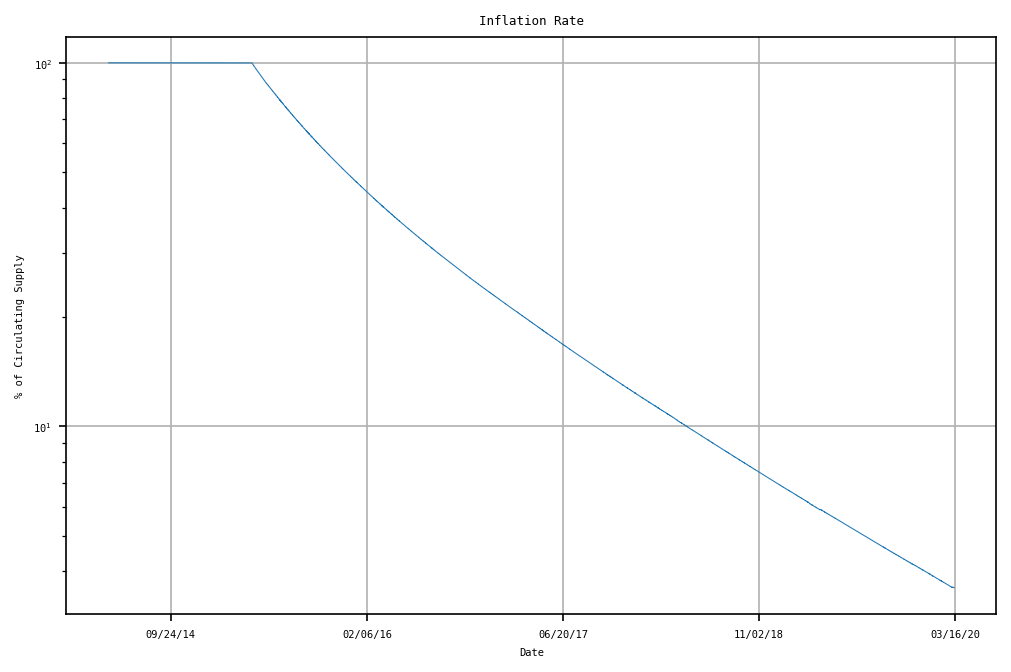 Inflation Rate
% of Circulating Supply
10²
10¹
09/24/14 02/06/16 06/20/17 11/02/18 03/16/20
Date